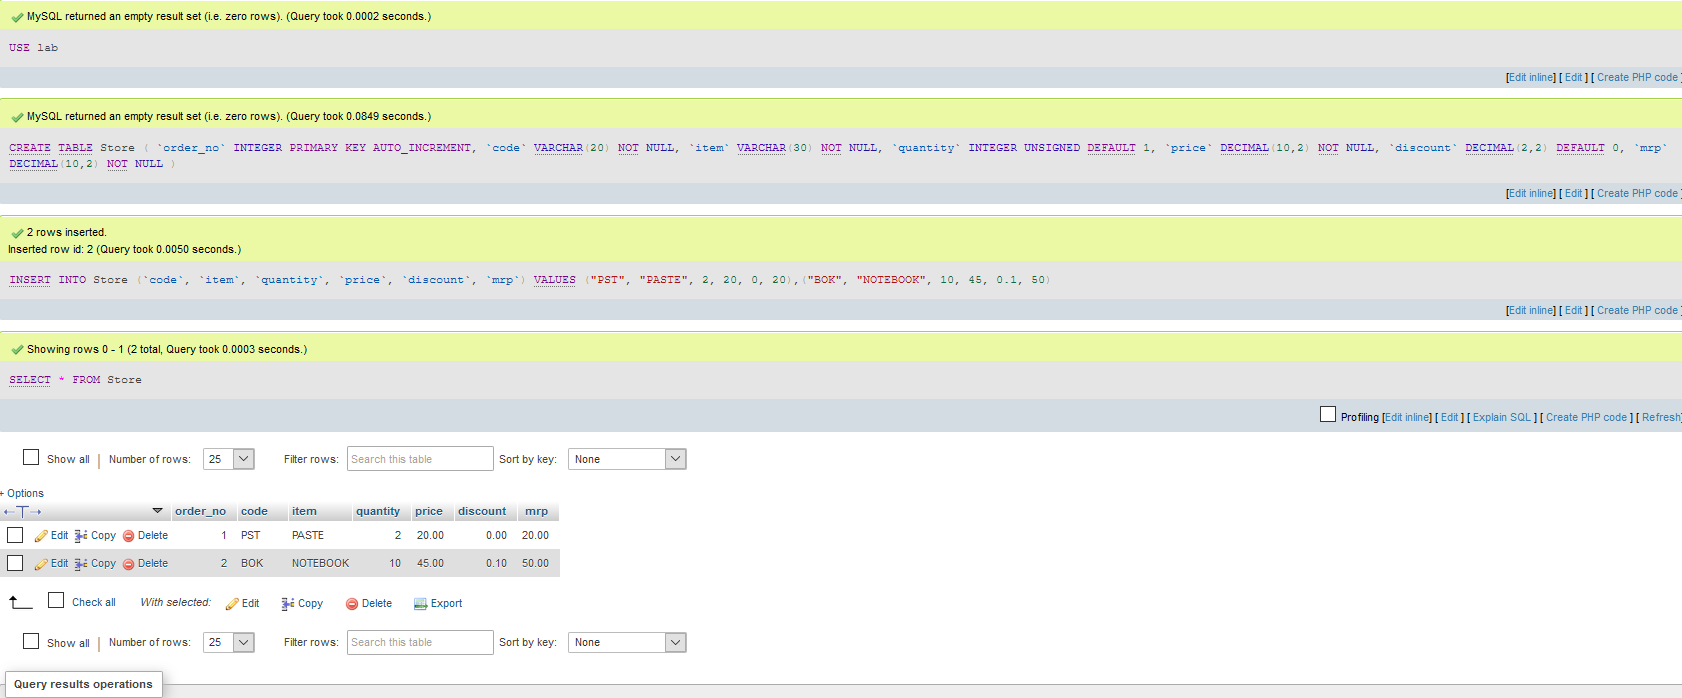 MySQL returned an empty result set (i.e. zero rows). (Query took 0.0002 seconds.)
USE lab
[Edit inline] [ Edit ] [ Create PHP code ]
MySQL returned an empty result set (i.e. zero rows). (Query took 0.0849 seconds.)
CREATE TABLE Store ( `order_no` INTEGER PRIMARY KEY AUTO_INCREMENT, `code` VARCHAR(20) NOT NULL, `item` VARCHAR(30) NOT NULL, `quantity` INTEGER UNSIGNED DEFAULT 1, `price` DECIMAL(10,2) NOT NULL, `discount` DECIMAL(2,2) DEFAULT 0, `mrp`
DECIMAL(10,2) NOT NULL )
[Edit inline] [ Edit ] [ Create PHP code ]
2 rows inserted.
Inserted row id: 2 (Query took 0.0050 seconds.)
INSERT INTO Store (`code`, `item`, `quantity`, `price`, `discount`, `mrp`) VALUES ("PST", "PASTE", 2, 20, 0, 20),("BOK", "NOTEBOOK", 10, 45, 0.1, 50)
[Edit inline] [ Edit ] [ Create PHP code ]
Showing rows 0 - 1 (2 total, Query took 0.0003 seconds.)
SELECT * FROM Store
Profiling [Edit inline] [ Edit ] [ Explain SQL ] [ Create PHP code ] [ Refresh]
Show all | Number of rows: 25 Filter rows: Search this table Sort by key: None
+ Options
←T→ order_no code item quantity price discount mrp
Edit Copy Delete 1 PST PASTE 2 20.00 0.00 20.00
Edit Copy Delete 2 BOK NOTEBOOK 10 45.00 0.10 50.00
Check all With selected: Edit Copy Delete Export
Show all | Number of rows: 25 Filter rows: Search this table Sort by key: None
Query results operations